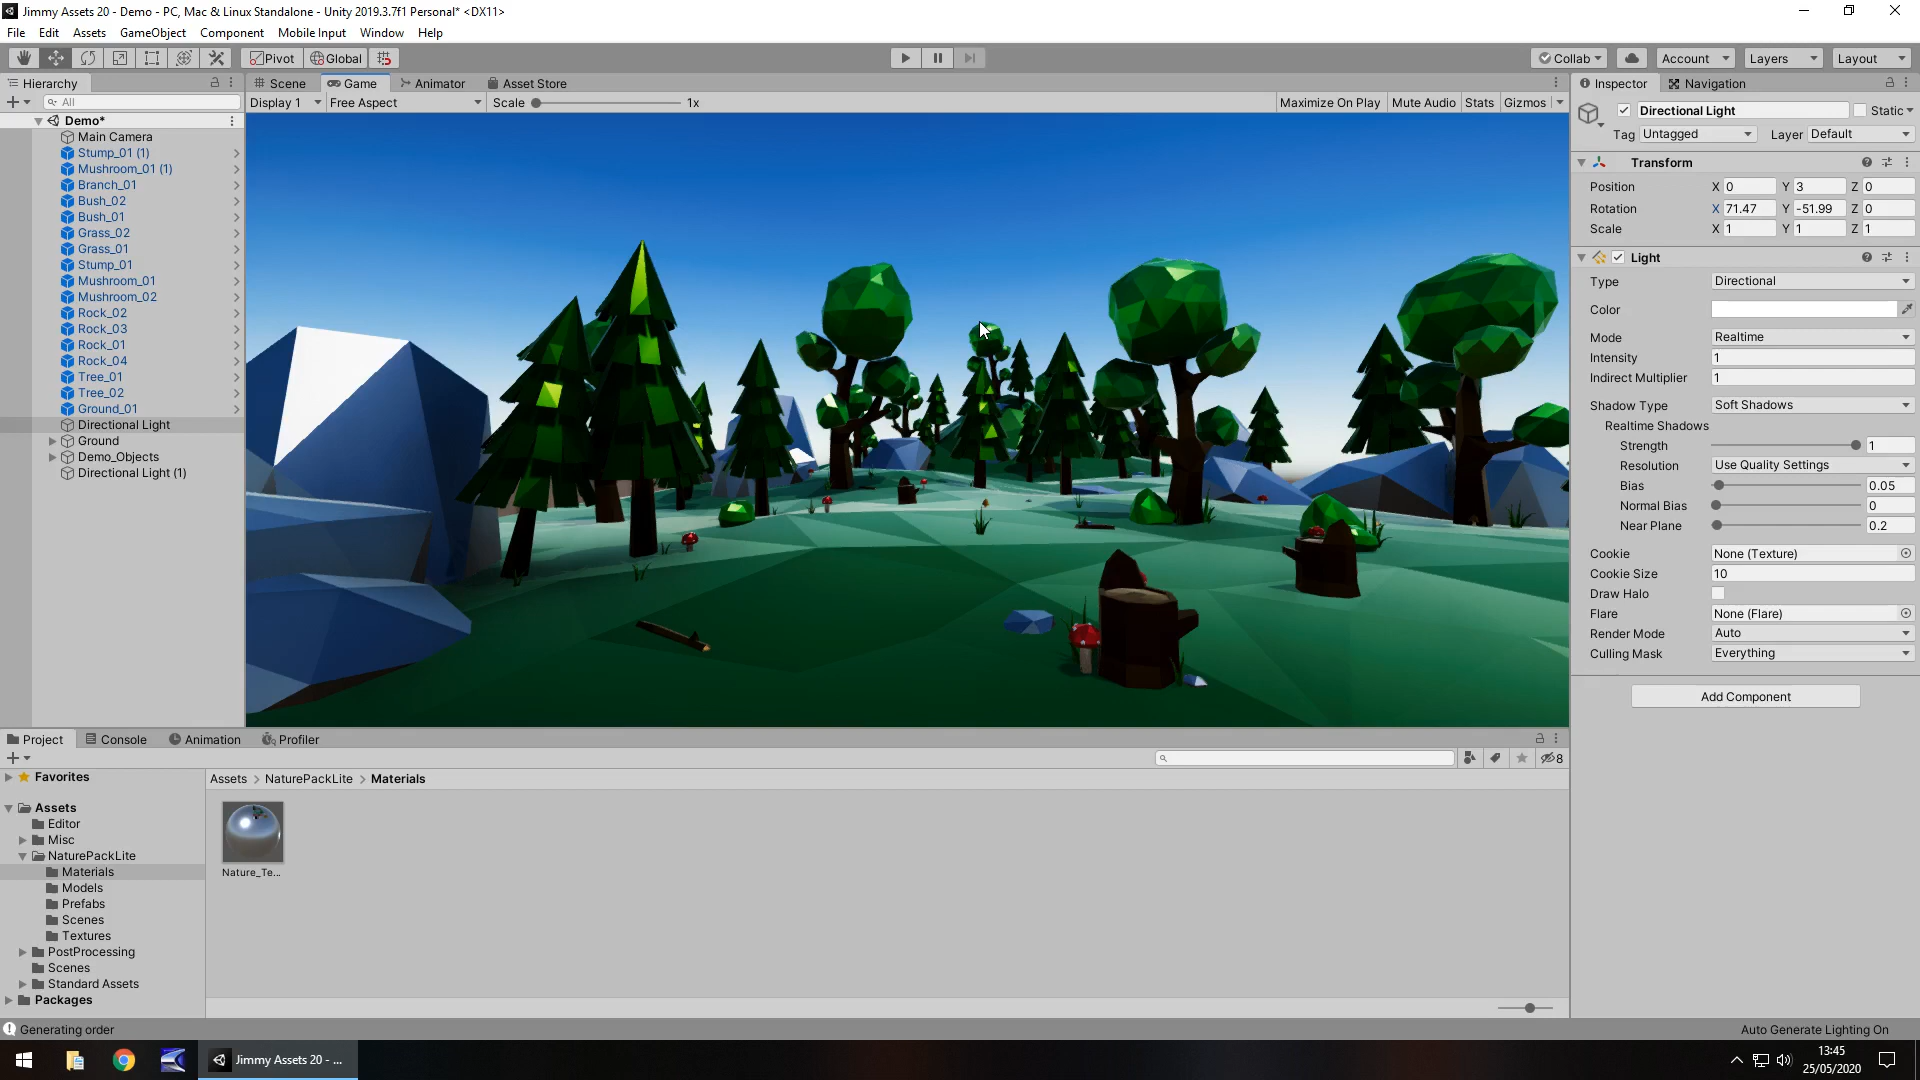 Jimmy Assets 20 - Demo - PC, Mac & Linux Standalone - Unity 2019.3.7f1 Personal* <DX11>
File Edit Assets GameObject Component Mobile Input Window Help
Pivot Global Collab Account Layers Layout
Hierarchy
All
Demo*
Main Camera
Stump_01 (1)
Mushroom_01 (1)
Branch_01
Bush_02
Bush_01
Grass_02
Grass_01
Stump_01
Mushroom_01
Mushroom_02
Rock_02
Rock_03
Rock_01
Rock_04
Tree_01
Tree_02
Ground_01
Directional Light
Ground
Demo_Objects
Directional Light (1)
Scene Game Animator Asset Store
Display 1 Free Aspect Scale 1x Maximize On Play Mute Audio Stats Gizmos
Inspector Navigation
Directional Light Static
Tag Untagged Layer Default
Transform
Position X 0 Y 3 Z 0
Rotation X 71.47 Y -51.99 Z 0
Scale X 1 Y 1 Z 1
Light
Type Directional
Color
Mode Realtime
Intensity 1
Indirect Multiplier 1
Shadow Type Soft Shadows
Realtime Shadows
Strength 1
Resolution Use Quality Settings
Bias 0.05
Normal Bias 0
Near Plane 0.2
Cookie None (Texture)
Cookie Size 10
Draw Halo
Flare None (Flare)
Render Mode Auto
Culling Mask Everything
Add Component
Project Console Animation Profiler
8
Favorites
Assets
Editor
Misc
NaturePackLite
Materials
Models
Prefabs
Scenes
Textures
PostProcessing
Scenes
Standard Assets
Packages
Assets > NaturePackLite > Materials
Nature_Te...
Generating order
Auto Generate Lighting On
Jimmy Assets 20 - ...
13:45
25/05/2020